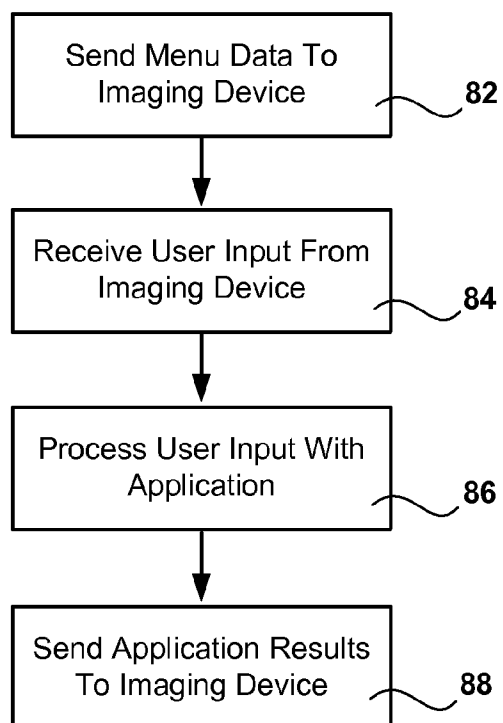 Send Menu Data To
Imaging Device
82
Receive User Input From
Imaging Device
84
Process User Input With
Application
86
Send Application Results
To Imaging Device
88